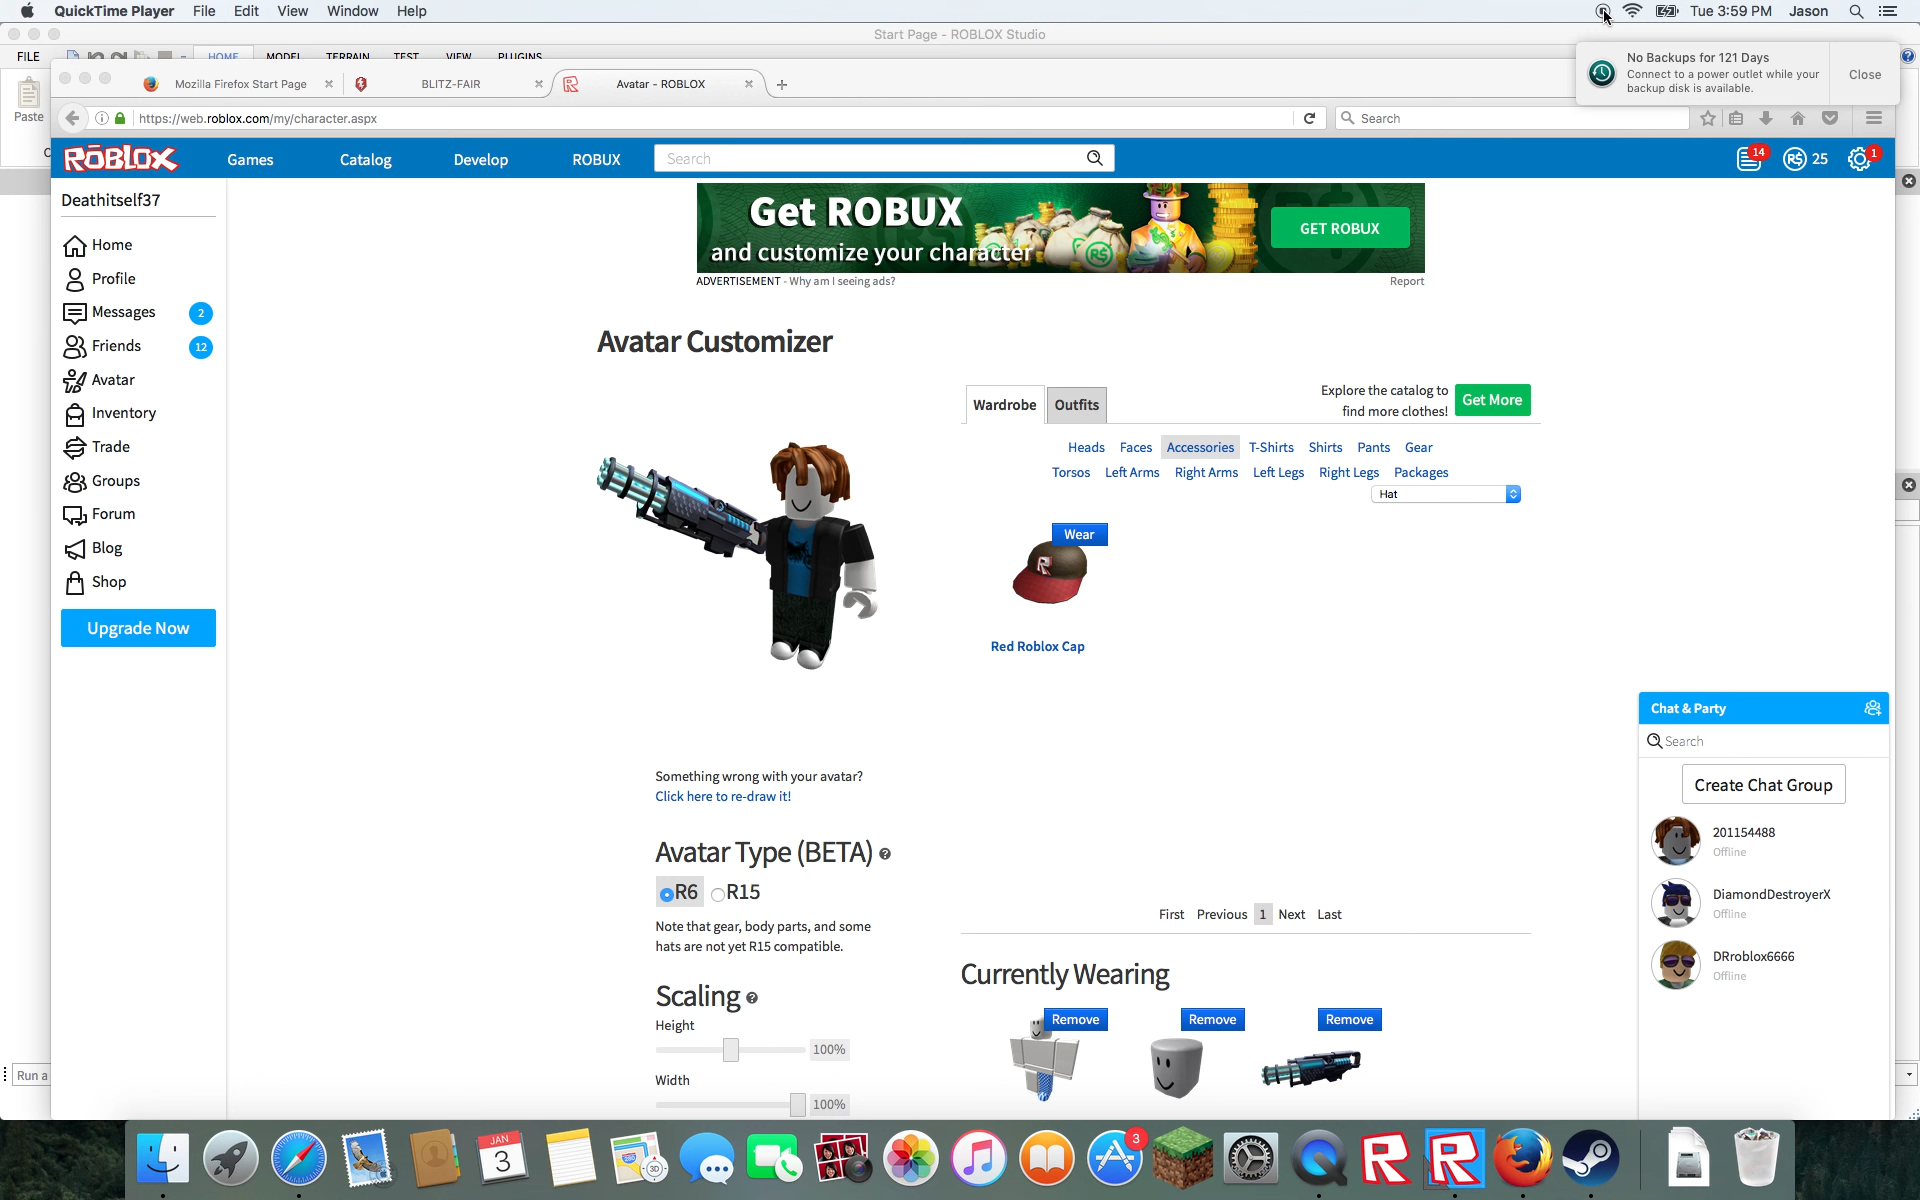 QuickTime Player File Edit View Window Help
Tue 3:59 PM Jason
Start Page - ROBLOX Studio
FILE HOME MODEL TERRAIN TEST VIEW PLUGINS
No Backups for 121 Days
Connect to a power outlet while your
backup disk is available.
Close
Mozilla Firefox Start Page
BLITZ-FAIR
Avatar - ROBLOX
Paste
https://web.roblox.com/my/character.aspx
Search
ROBLOX
Games
Catalog
Develop
ROBUX
Search
14
R$ 25
1
Deathitself37
Home
Profile
Messages 2
Friends 12
Avatar
Inventory
Trade
Groups
Forum
Blog
Shop
Upgrade Now
Get ROBUX
and customize your character
R$
GET ROBUX
ADVERTISEMENT - Why am I seeing ads?
Report
Avatar Customizer
Wardrobe
Outfits
Explore the catalog to
find more clothes!
Get More
Heads Faces Accessories T-Shirts Shirts Pants Gear
Torsos Left Arms Right Arms Left Legs Right Legs Packages
Hat
Wear
R
Red Roblox Cap
Something wrong with your avatar?
Click here to re-draw it!
Avatar Type (BETA)
R6 R15
Note that gear, body parts, and some
hats are not yet R15 compatible.
Scaling
Height
100%
Width
100%
First Previous 1 Next Last
Currently Wearing
Remove
Remove
Remove
Chat & Party
Search
Create Chat Group
201154488
Offline
DiamondDestroyerX
Offline
DRroblox6666
Offline
Run a
JAN
3
3D
3